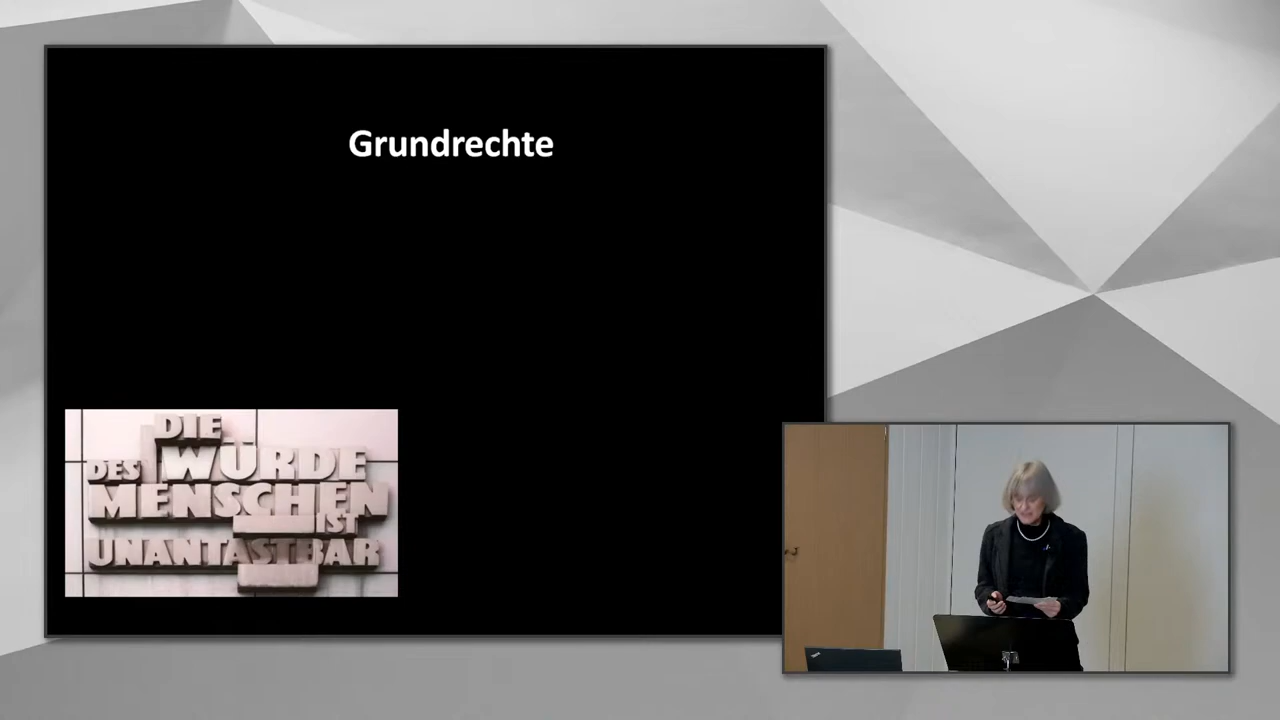 Grundrechte
DIE
DES WÜRDE
MENSCHEN
IST
UNANTASTBAR